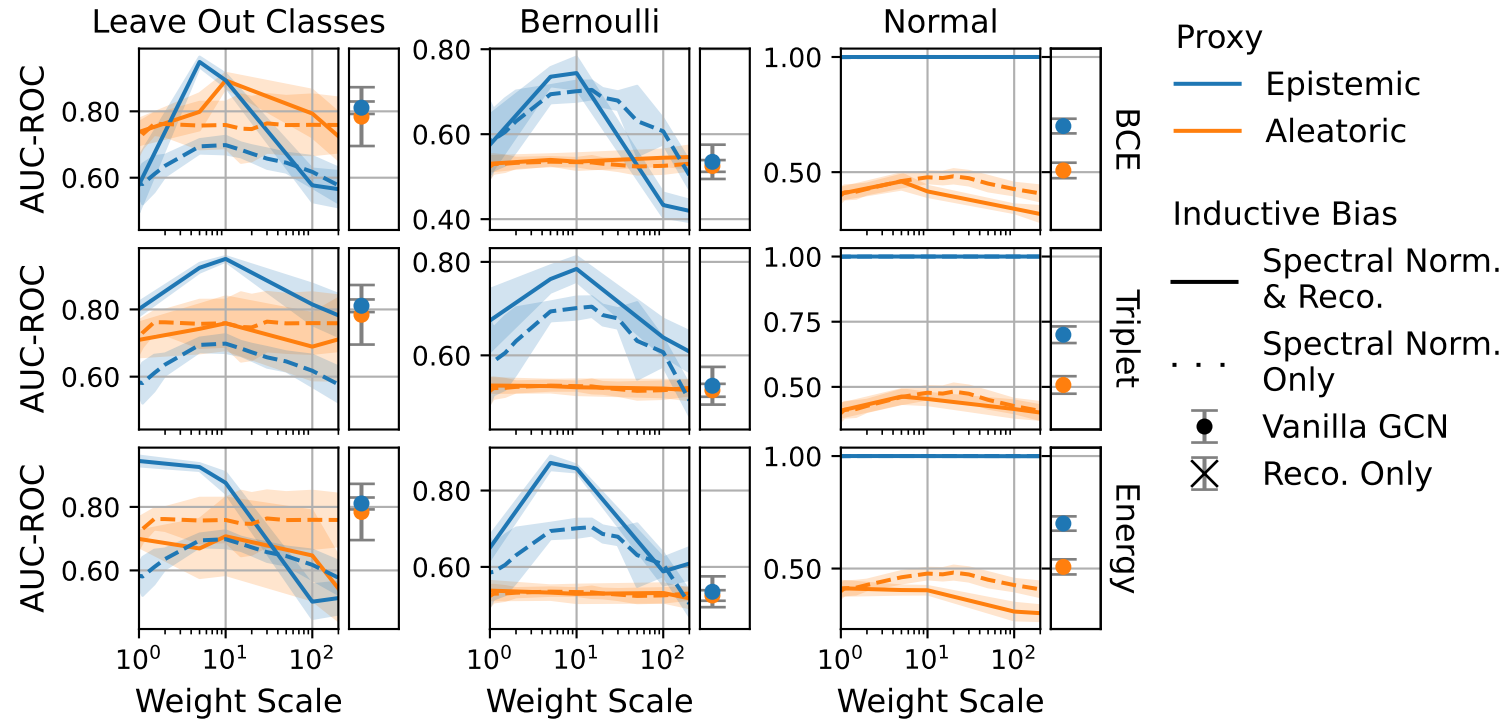 Leave Out Classes
Bernoulli
Normal
AUC-ROC
0.80
0.60
0.80
0.60
0.40
1.00
0.50
BCE
AUC-ROC
0.80
0.60
0.80
0.60
1.00
0.75
0.50
Triplet
AUC-ROC
0.80
0.60
0.80
0.60
1.00
0.50
Energy
10⁰ 10¹ 10²
10⁰ 10¹ 10²
10⁰ 10¹ 10²
Weight Scale
Weight Scale
Weight Scale
Proxy
Epistemic
Aleatoric
Inductive Bias
Spectral Norm.
& Reco.
Spectral Norm.
Only
Vanilla GCN
Reco. Only